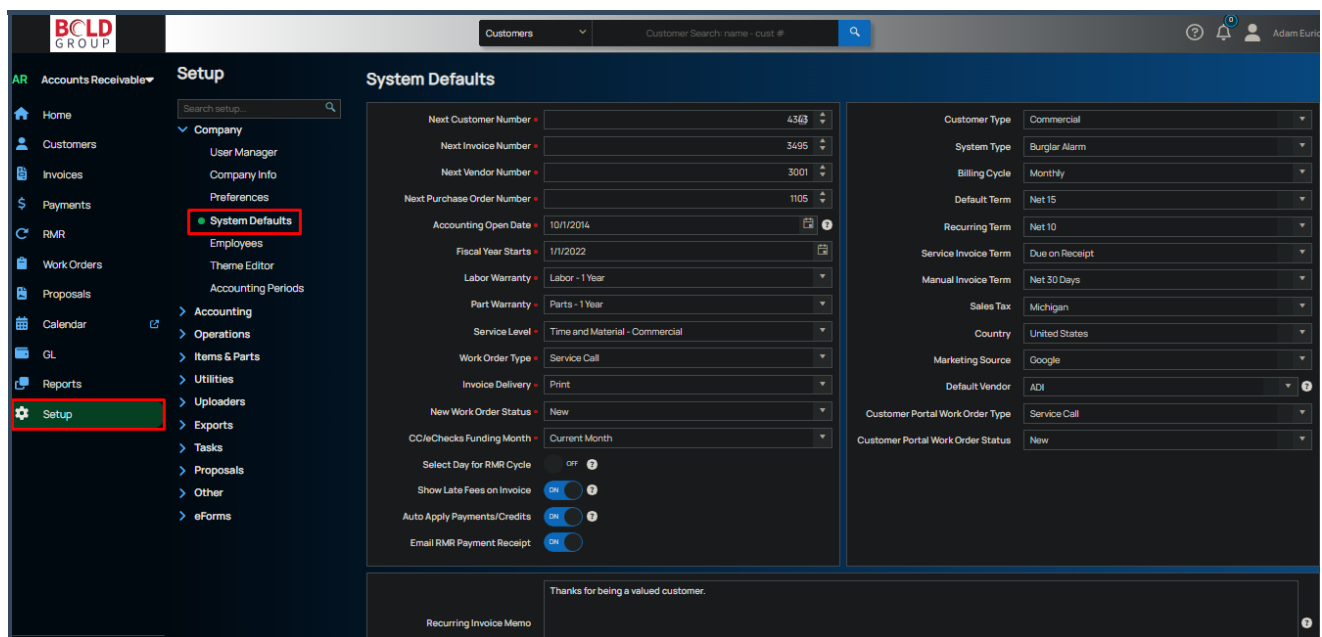 BOLD
GROUP
Customers
Customer Search: name - cust #
0
Adam Euric
AR Accounts Receivable
Home
Customers
Invoices
Payments
RMR
Work Orders
Proposals
Calendar
GL
Reports
Setup
Setup
Search setup...
Company
User Manager
Company Info
Preferences
System Defaults
Employees
Theme Editor
Accounting Periods
Accounting
Operations
Items & Parts
Utilities
Uploaders
Exports
Tasks
Proposals
Other
eForms
System Defaults
Next Customer Number • 4343
Next Invoice Number • 3495
Next Vendor Number • 3001
Next Purchase Order Number • 1105
Accounting Open Date • 10/1/2014
Fiscal Year Starts • 1/1/2022
Labor Warranty • Labor - 1 Year
Part Warranty • Parts - 1 Year
Service Level • Time and Material - Commercial
Work Order Type • Service Call
Invoice Delivery • Print
New Work Order Status • New
CC/eChecks Funding Month • Current Month
Select Day for RMR Cycle OFF
Show Late Fees on Invoice ON
Auto Apply Payments/Credits ON
Email RMR Payment Receipt ON
Customer Type Commercial
System Type Burglar Alarm
Billing Cycle Monthly
Default Term Net 15
Recurring Term Net 10
Service Invoice Term Due on Receipt
Manual Invoice Term Net 30 Days
Sales Tax Michigan
Country United States
Marketing Source Google
Default Vendor ADI
Customer Portal Work Order Type Service Call
Customer Portal Work Order Status New
Thanks for being a valued customer.
Recurring Invoice Memo